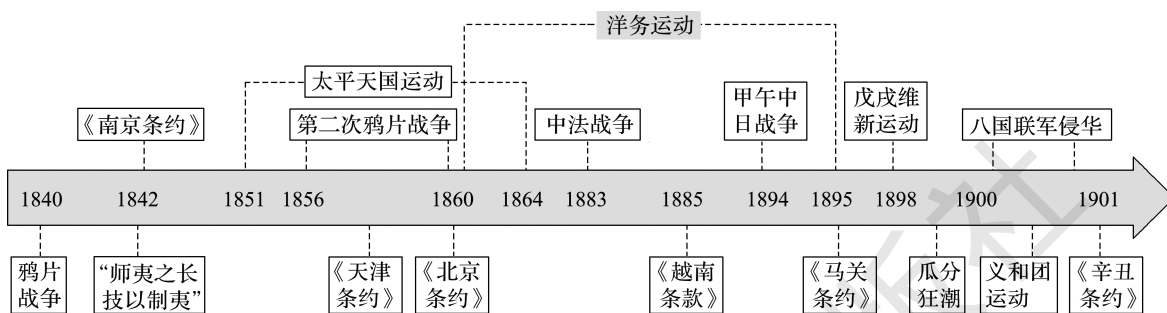 洋务运动
太平天国运动
甲午中
日战争
戊戌维
新运动
《南京条约》
第二次鸦片战争
中法战争
八国联军侵华
1840 1842 1851 1856 1860 1864 1883 1885 1894 1895 1898 1900 1901
鸦片
战争
“师夷之长
技以制夷”
《天津
条约》
《北京
条约》
《越南
条款》
《马关
条约》
瓜分
狂潮
义和团
运动
《辛丑
条约》
版社